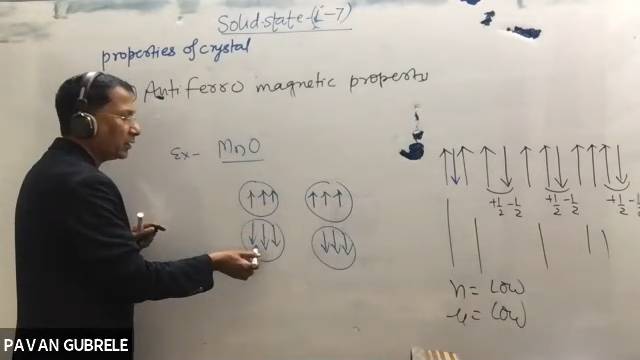 Solid state-(L-7)
properties of crystal
Antiferro magnetic property
Ex- MnO
+1/2 -1/2 +1/2 -1/2 +1/2 -
n = Low
μ = Low
PAVAN GUBRELE